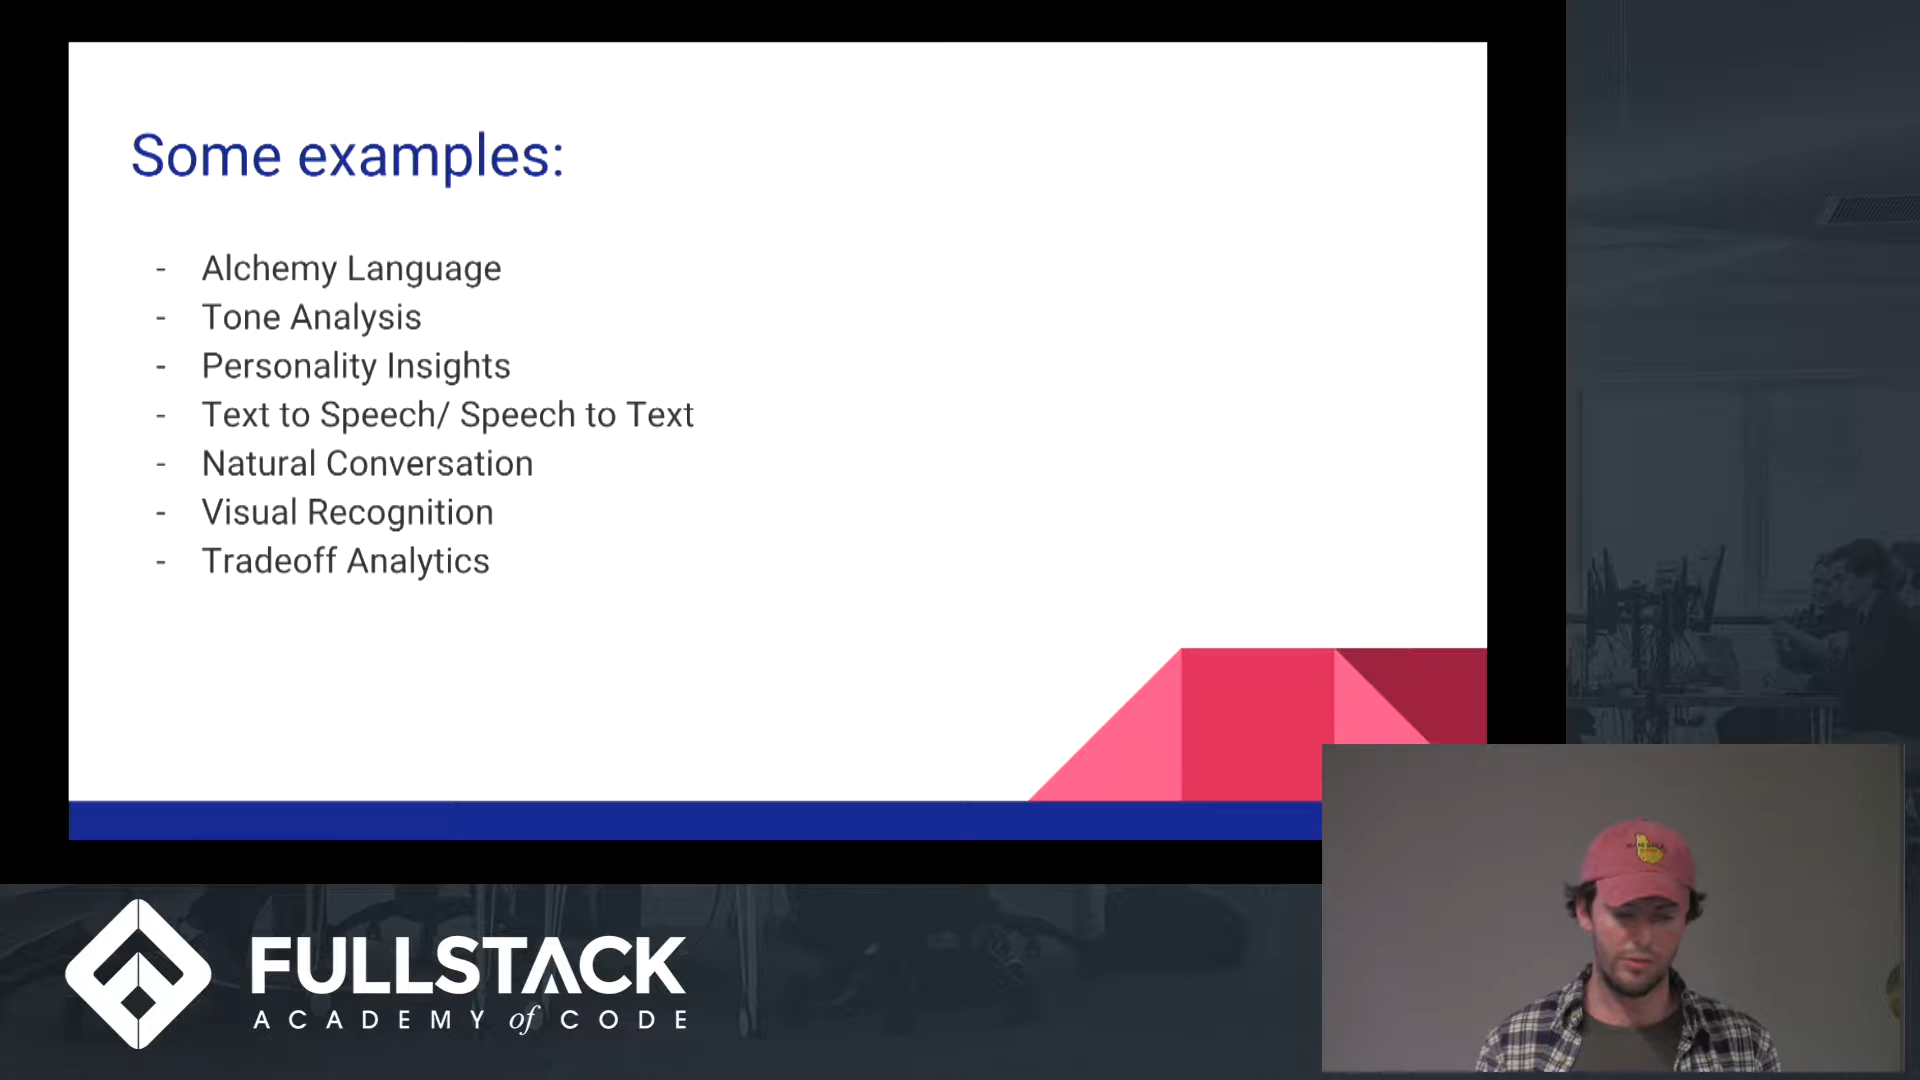 Some examples:
- Alchemy Language
- Tone Analysis
- Personality Insights
- Text to Speech/ Speech to Text
- Natural Conversation
- Visual Recognition
- Tradeoff Analytics
FULLSTACK
ACADEMY of CODE